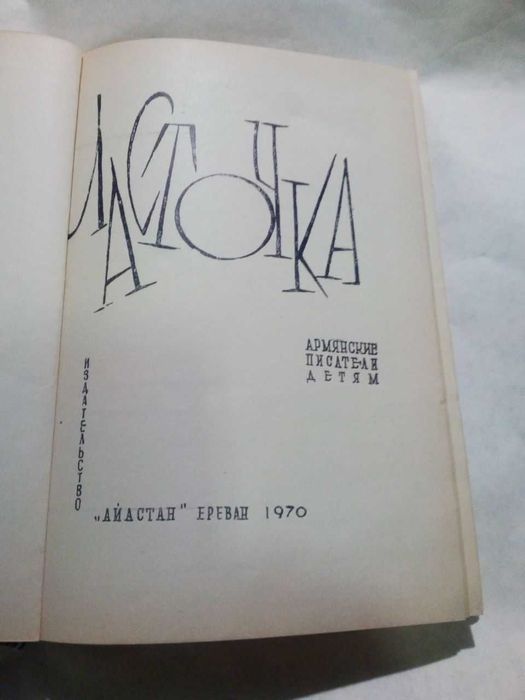 ЛАСТОЧКА
АРМЯНСКИЕ
ПИСАТЕЛИ
ДЕТЯМ
ИЗДАТЕЛЬСТВО
„АЙАСТАН" ЕРЕВАН 1970